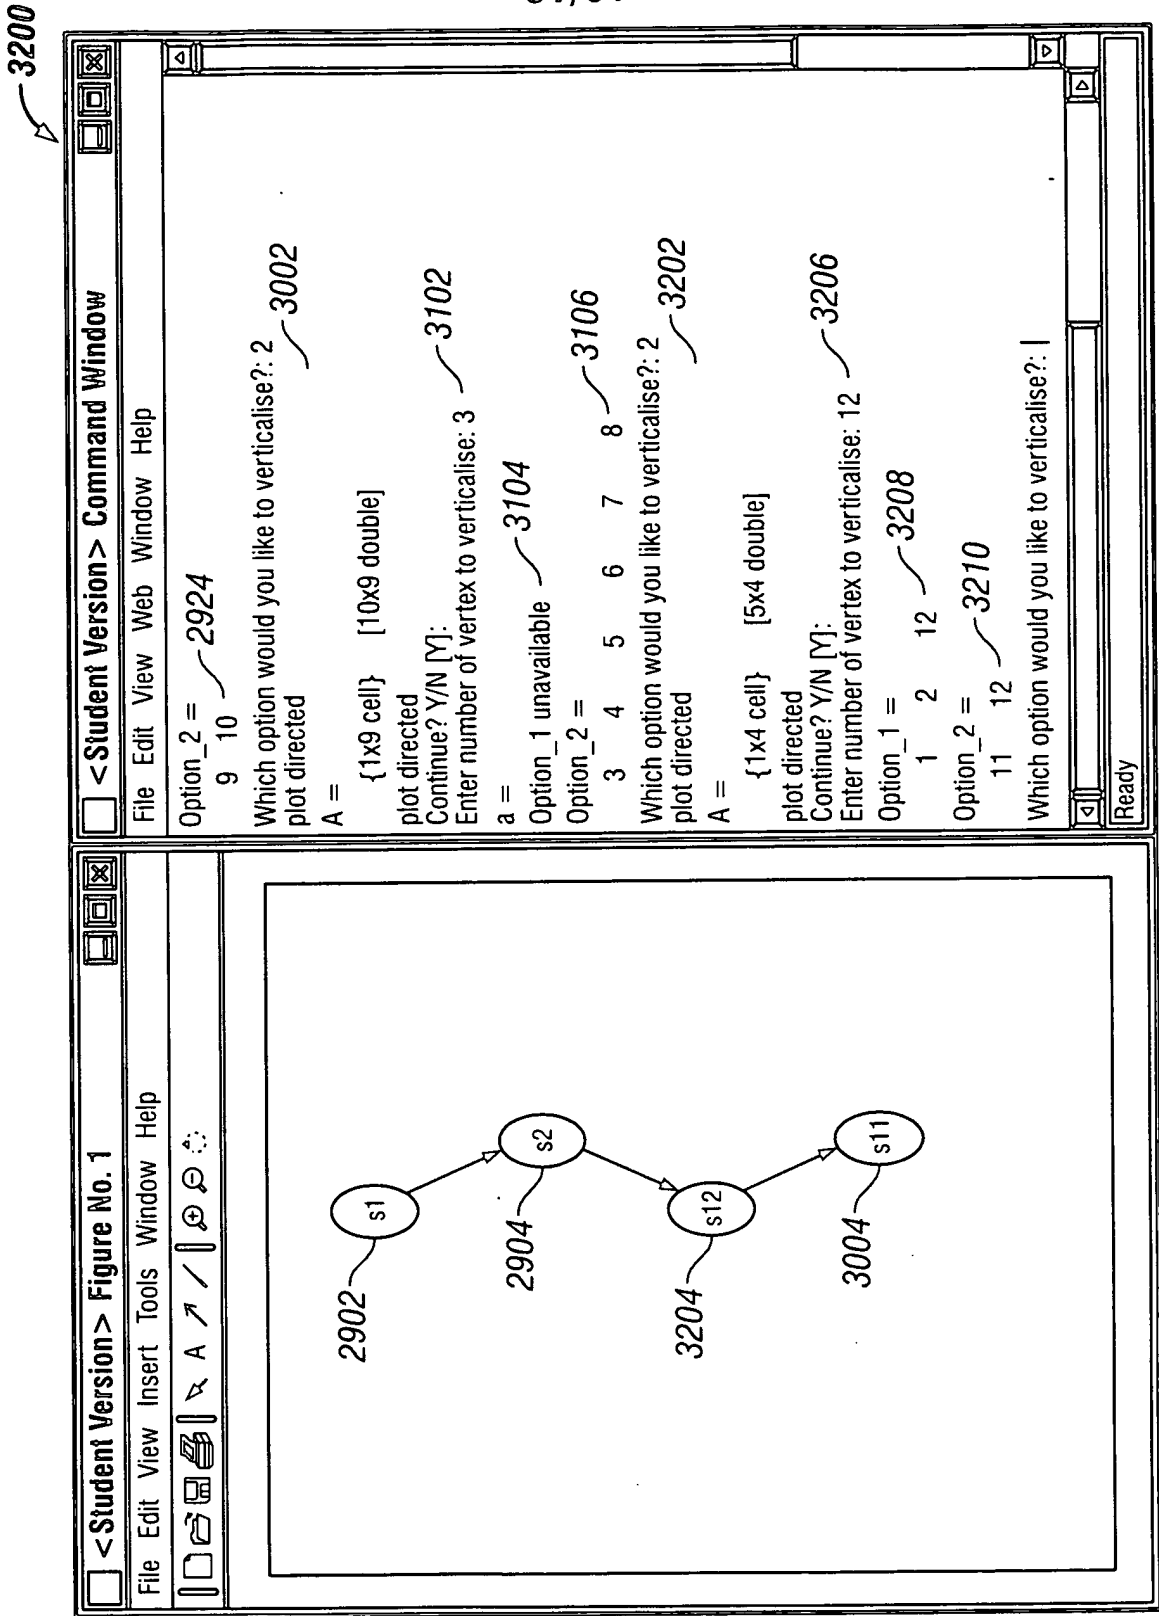 3200
<Student Version> Figure No. 1
File Edit View Insert Tools Window Help
A
2902
s1
2904
s2
3204
s12
3004
s11
<Student Version> Command Window
File Edit View Web Window Help
Option_2 =
9 10 2924
Which option would you like to verticalise?: 2
3002
plot directed
A =
{1x9 cell} [10x9 double]
plot directed
Continue? Y/N [Y]:
3102
Enter number of vertex to verticalise: 3
a =
Option_1 unavailable 3104
Option_2 =
3 4 5 6 7 8 3106
Which option would you like to verticalise?: 2
3202
plot directed
A =
{1x4 cell} [5x4 double]
plot directed
Continue? Y/N [Y]:
Enter number of vertex to verticalise: 12 3206
Option_1 =
1 2 12 3208
Option_2 =
11 12 3210
Which option would you like to verticalise?: |
Ready